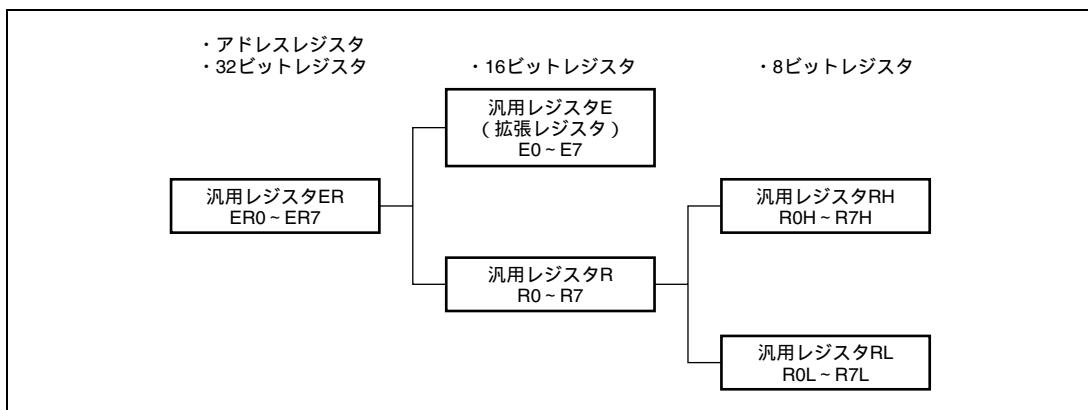 ・アドレスレジスタ
・32ビットレジスタ
・16ビットレジスタ
・8ビットレジスタ
汎用レジスタE
（拡張レジスタ）
E0～E7
汎用レジスタER
ER0～ER7
汎用レジスタRH
R0H～R7H
汎用レジスタR
R0～R7
汎用レジスタRL
R0L～R7L